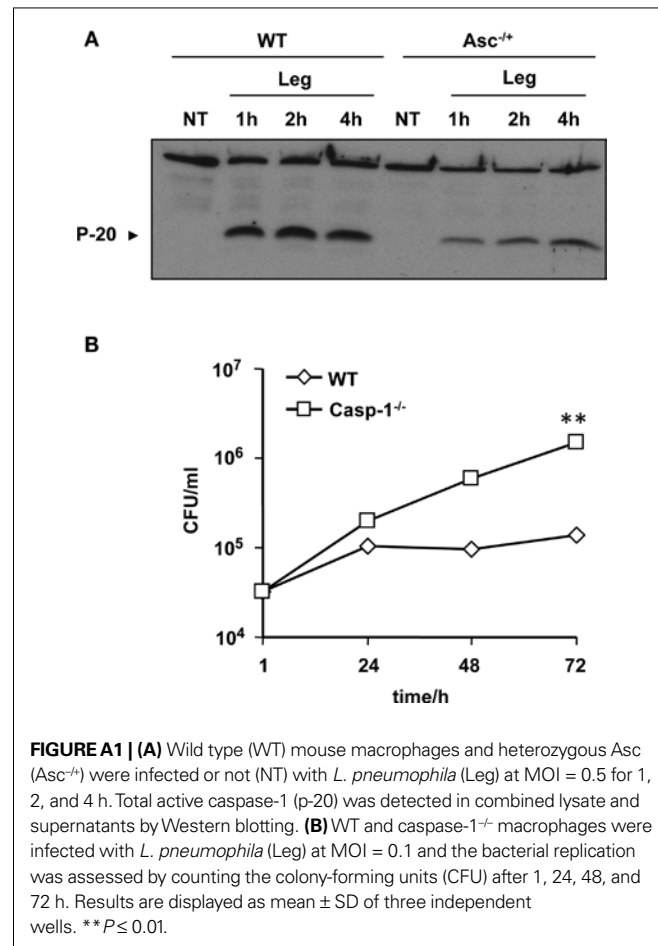 A
WT Asc-/+
Leg Leg
NT 1h 2h 4h NT 1h 2h 4h
P-20 ►
B
10⁷
WT
Casp-1-/-
**
10⁶
CFU/ml
10⁵
10⁴
1 24 48 72
time/h
FIGURE A1 | (A) Wild type (WT) mouse macrophages and heterozygous Asc
(Asc-/+) were infected or not (NT) with L. pneumophila (Leg) at MOI = 0.5 for 1,
2, and 4 h. Total active caspase-1 (p-20) was detected in combined lysate and
supernatants by Western blotting. (B) WT and caspase-1-/- macrophages were
infected with L. pneumophila (Leg) at MOI = 0.1 and the bacterial replication
was assessed by counting the colony-forming units (CFU) after 1, 24, 48, and
72 h. Results are displayed as mean ± SD of three independent
wells. **P ≤ 0.01.